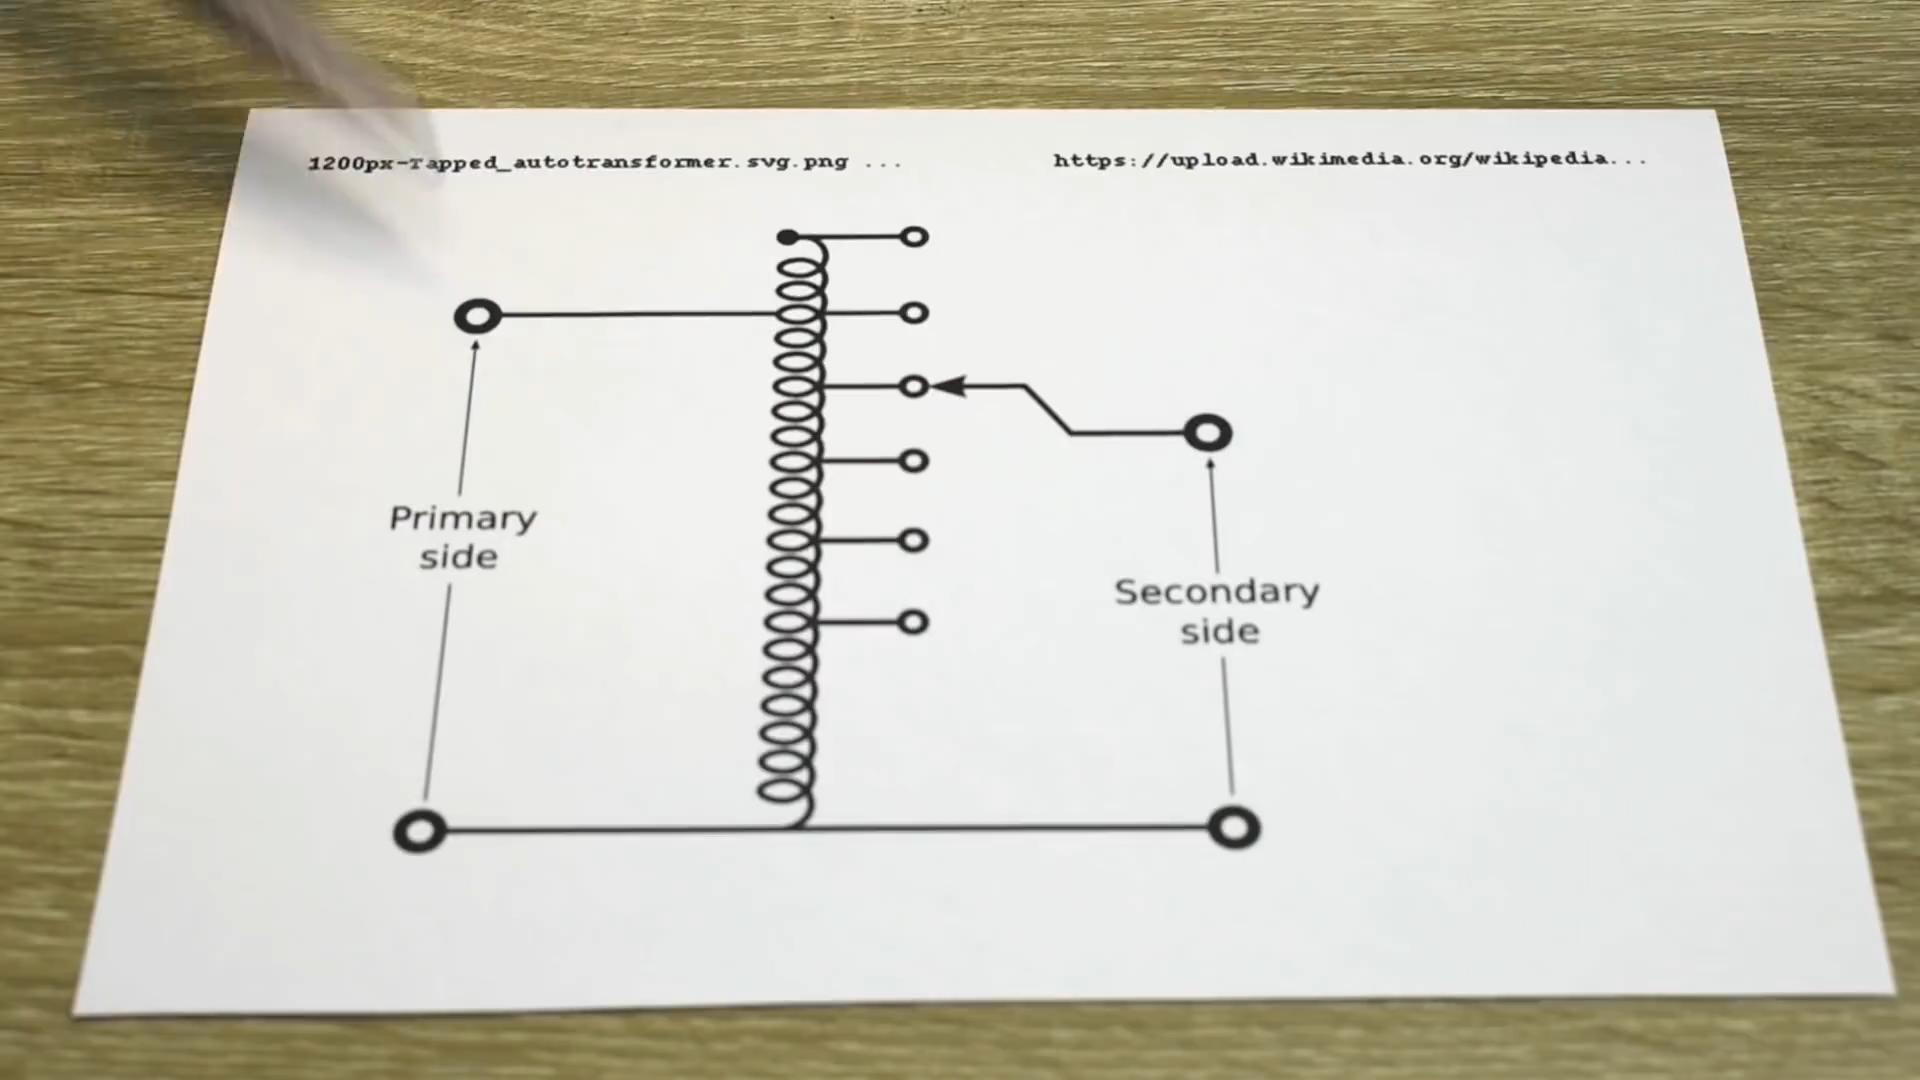 1200px-Tapped_autotransformer.svg.png ...
https://upload.wikimedia.org/wikipedia...
Primary
side
Secondary
side